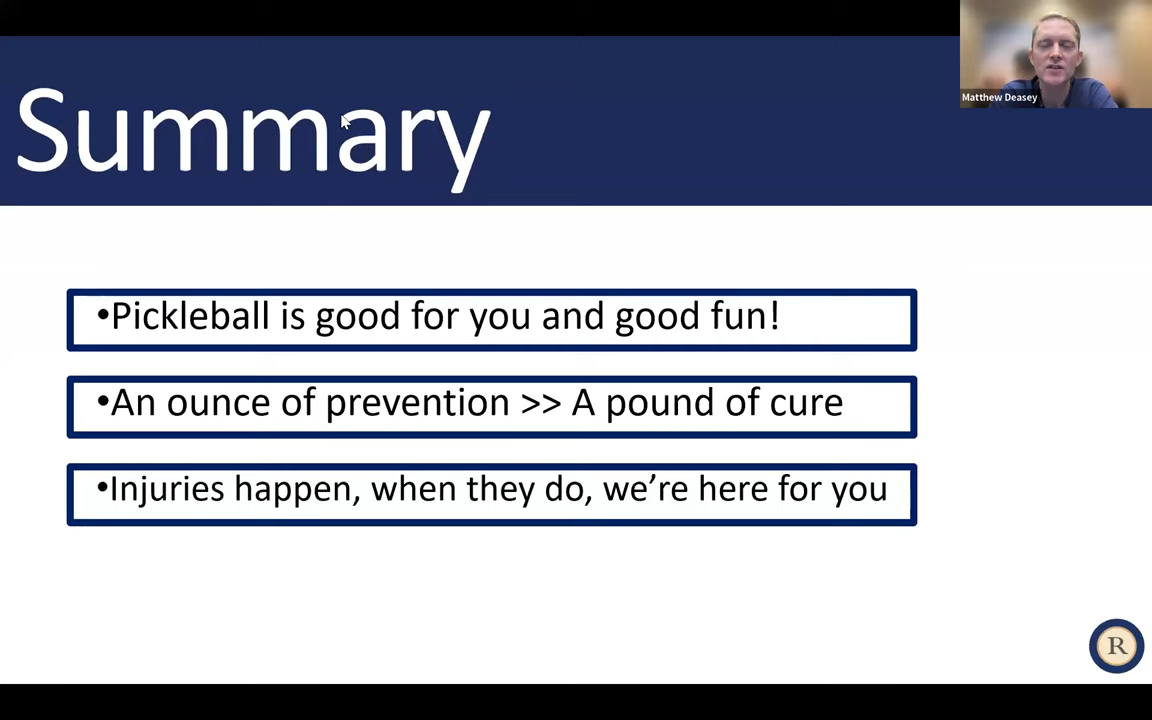 Matthew Deasey
Summary
•Pickleball is good for you and good fun!
•An ounce of prevention >> A pound of cure
•Injuries happen, when they do, we’re here for you
R